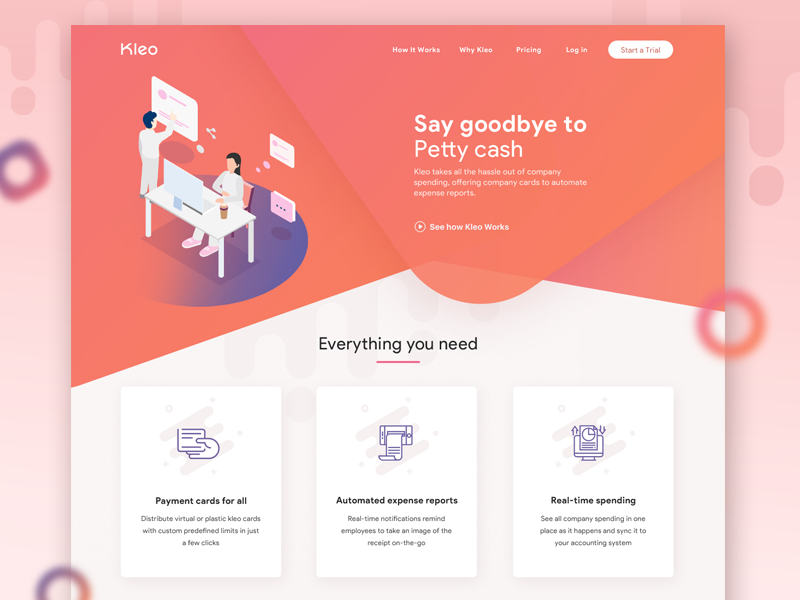 Kleo
How It Works
Why Kleo
Pricing
Log in
Start a Trial
Say goodbye to
Petty cash
Kleo takes all the hassle out of company
spending, offering company cards to automate
expense reports.
See how Kleo Works
Everything you need
Payment cards for all
Distribute virtual or plastic kleo cards
with custom predefined limits in just
a few clicks
Automated expense reports
Real-time notifications remind
employees to take an image of the
receipt on-the-go
Real-time spending
See all company spending in one
place as it happens and sync it to
your accounting system